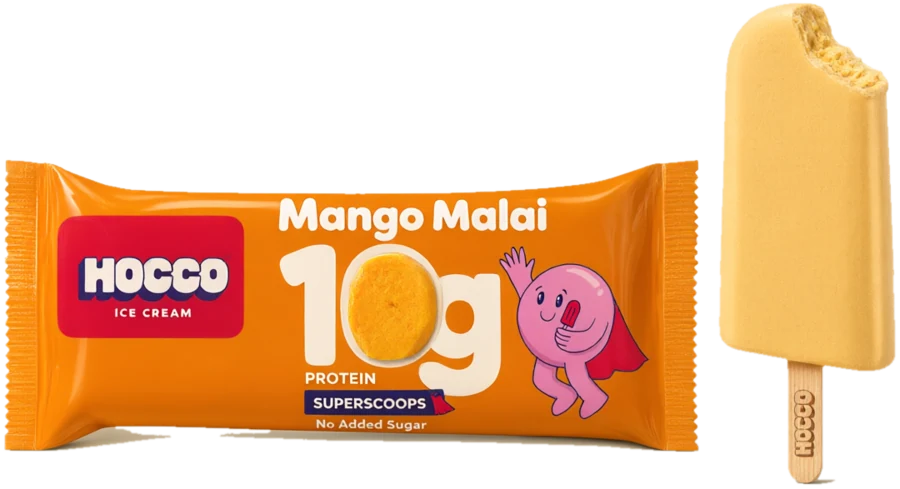 Mango Malai
HOCCO
ICE CREAM
10g
PROTEIN
SUPERSCOOPS
No Added Sugar
HOCCO